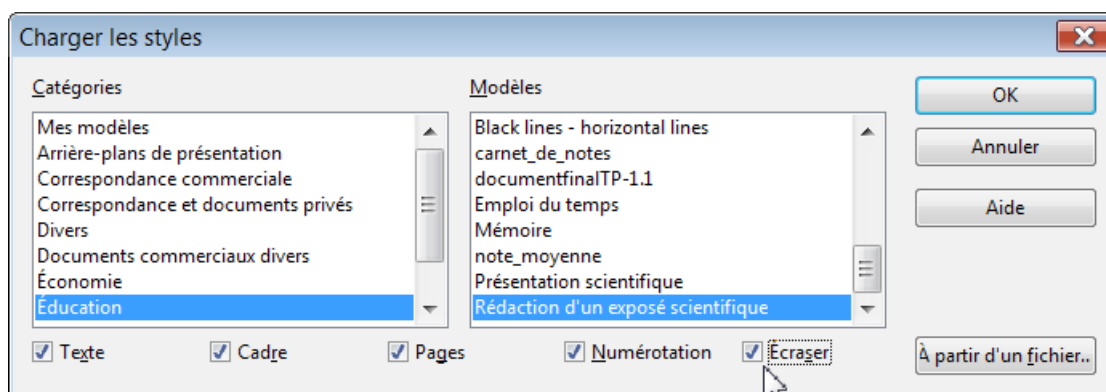 Charger les styles
Catégories
Modèles
Mes modèles
Arrière-plans de présentation
Correspondance commerciale
Correspondance et documents privés
Divers
Documents commerciaux divers
Économie
Éducation
Black lines - horizontal lines
carnet_de_notes
documentfinalTP-1.1
Emploi du temps
Mémoire
note_moyenne
Présentation scientifique
Rédaction d'un exposé scientifique
OK
Annuler
Aide
Texte
Cadre
Pages
Numérotation
Écraser
À partir d'un fichier..